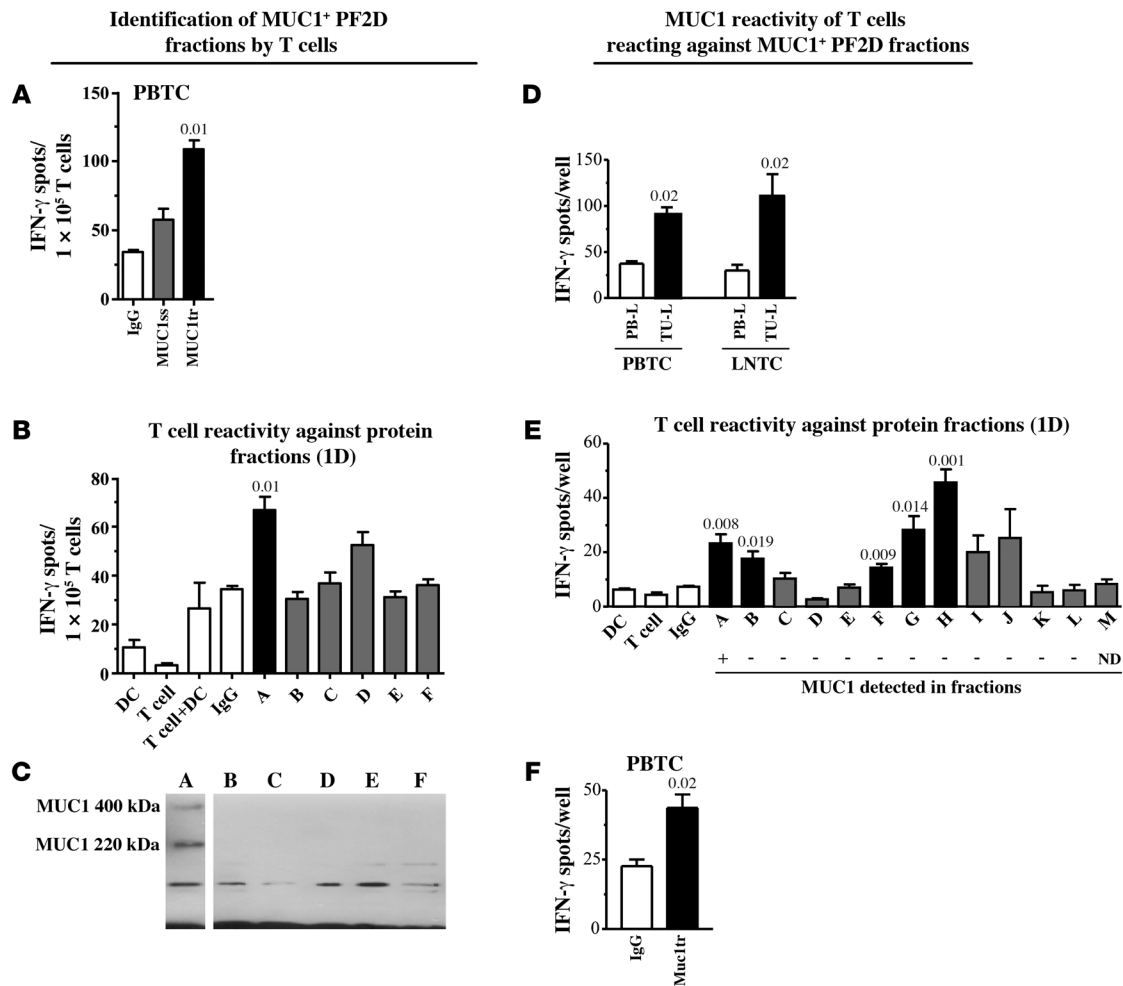 Identification of MUC1⁺ PF2D
fractions by T cells
MUC1 reactivity of T cells
reacting against MUC1⁺ PF2D fractions
A
PBTC
IFN-γ spots/
1 × 10⁵ T cells
150
100
50
0
0.01
IgG
MUC1ss
MUC1tr
D
IFN-γ spots/well
150
100
50
0
0.02
0.02
PB-L
TU-L
PB-L
TU-L
PBTC
LNTC
B
T cell reactivity against protein
fractions (1D)
IFN-γ spots/
1 × 10⁵ T cells
80
60
40
20
0
0.01
DC
T cell
T cell+DC
IgG
A
B
C
D
E
F
E
T cell reactivity against protein fractions (1D)
IFN-γ spots/well
60
40
20
0
0.008
0.019
0.009
0.014
0.001
DC
T cell
IgG
A
B
C
D
E
F
G
H
I
J
K
L
M
+ - - - - - - - - - - - ND
MUC1 detected in fractions
C
A B C D E F
MUC1 400 kDa
MUC1 220 kDa
F
PBTC
IFN-γ spots/well
50
25
0
0.02
IgG
Muc1tr